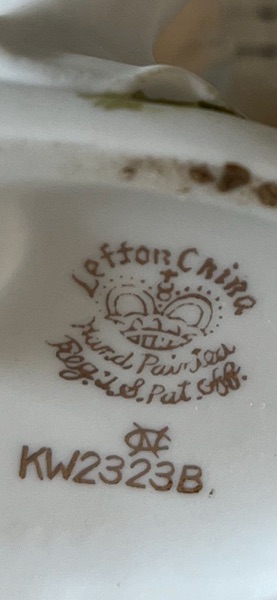 Lefton China
Hand Painted
Reg. U.S. Pat. Off.
KW2323B.